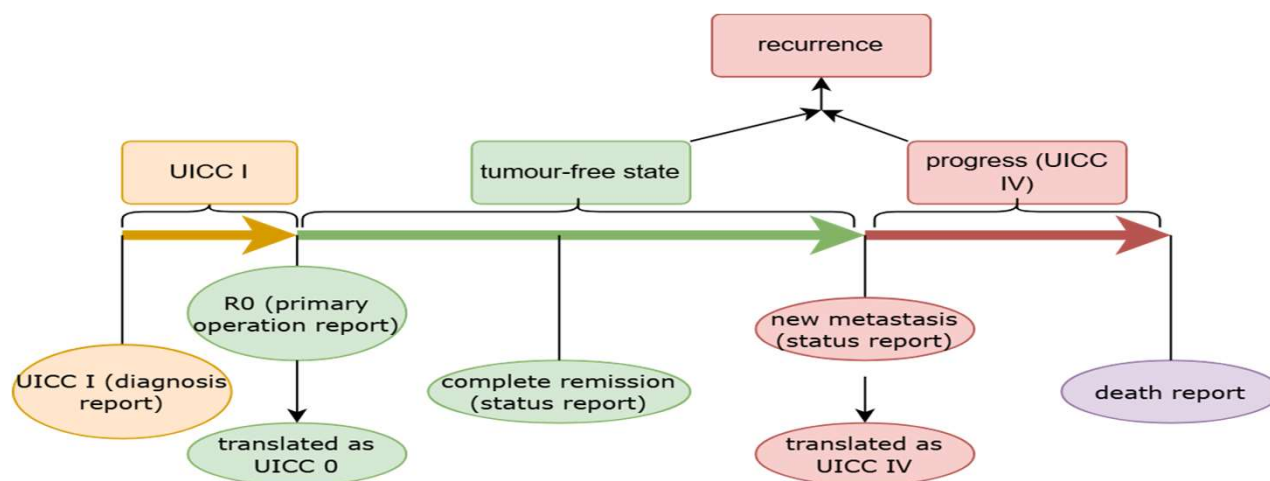 recurrence
UICC I
tumour-free state
progress (UICC
IV)
R0 (primary
operation report)
new metastasis
(status report)
UICC I (diagnosis
report)
complete remission
(status report)
death report
translated as
UICC 0
translated as
UICC IV